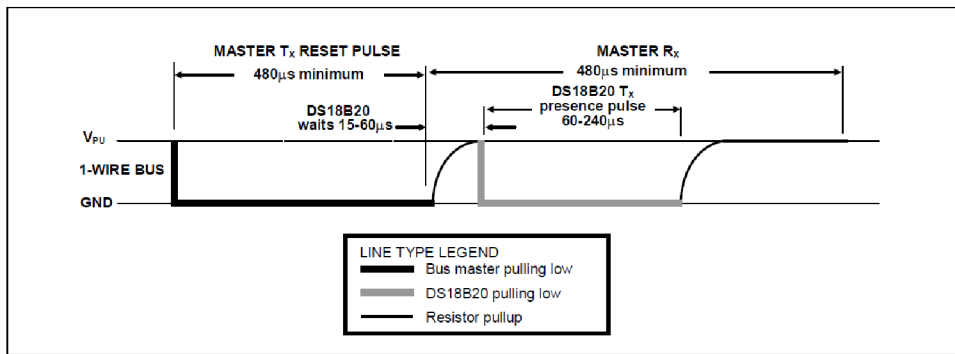 MASTER Tx RESET PULSE
480μs minimum
MASTER Rx
480μs minimum
DS18B20
waits 15-60μs
DS18B20 Tx
presence pulse
60-240μs
VPU
1-WIRE BUS
GND
LINE TYPE LEGEND
Bus master pulling low
DS18B20 pulling low
Resistor pullup